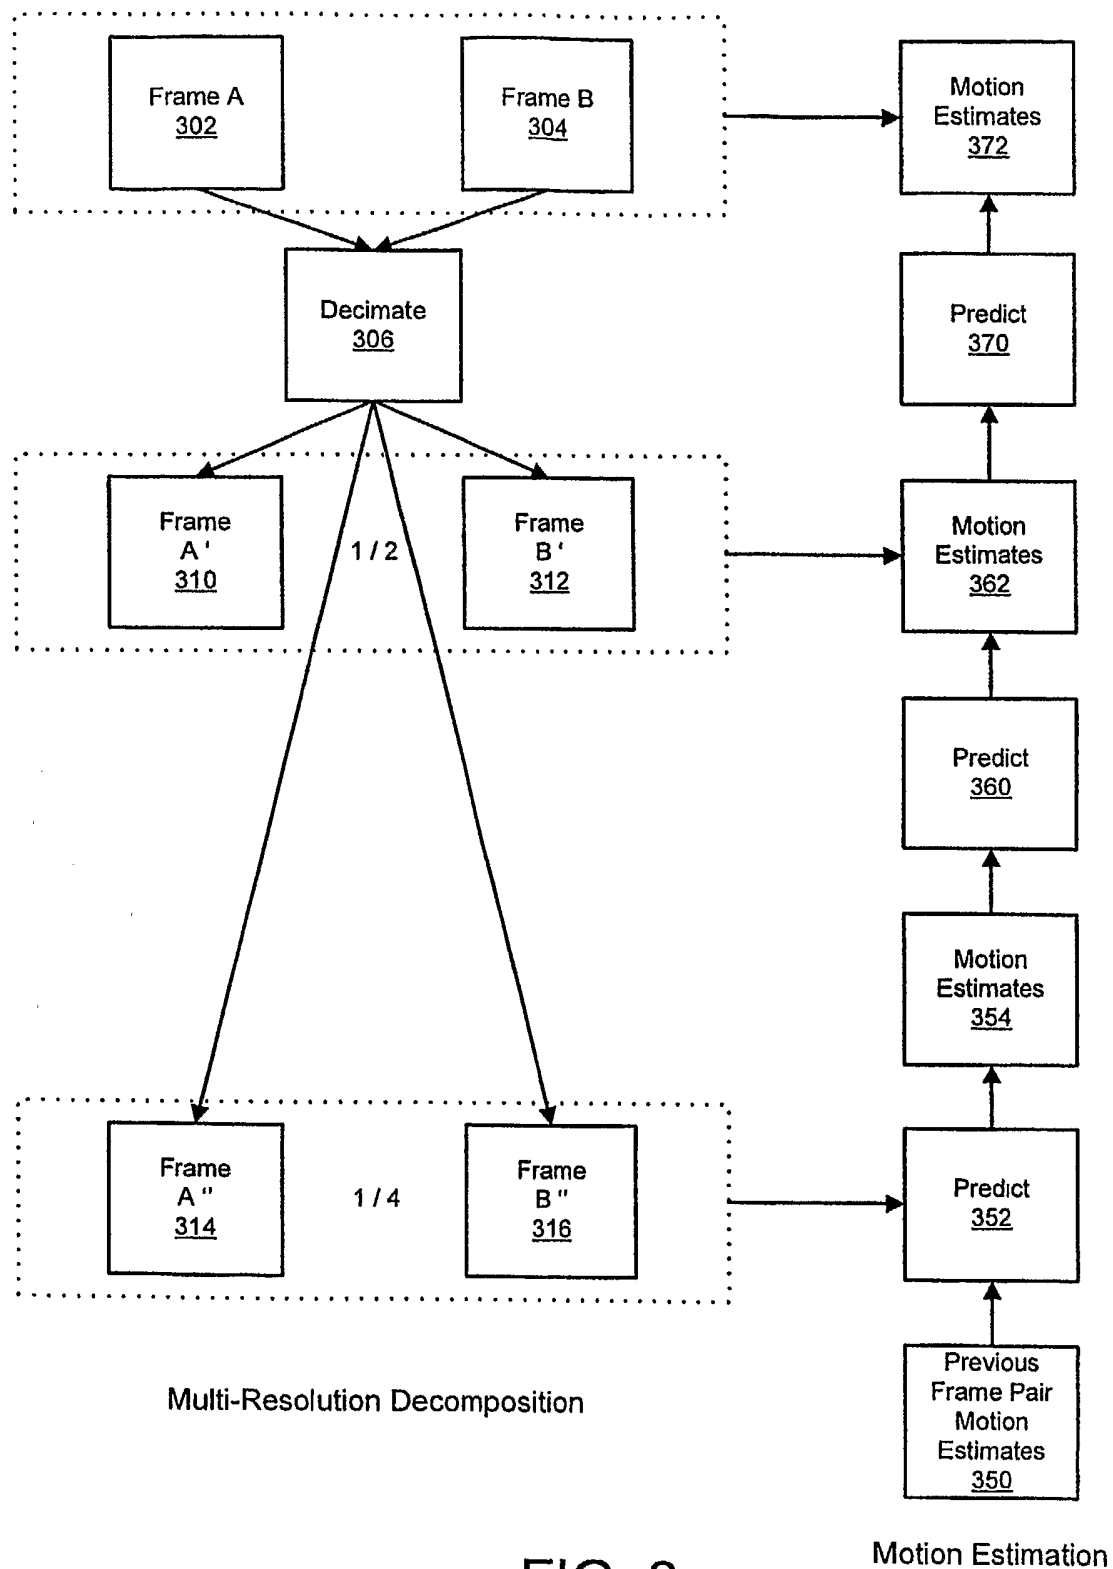 Frame A
302
Frame B
304
Motion
Estimates
372
Decimate
306
Predict
370
Frame
A '
310
1 / 2
Frame
B '
312
Motion
Estimates
362
Predict
360
Motion
Estimates
354
Frame
A "
314
1 / 4
Frame
B "
316
Predict
352
Previous
Frame Pair
Motion
Estimates
350
Multi-Resolution Decomposition
Motion Estimation
FIG.